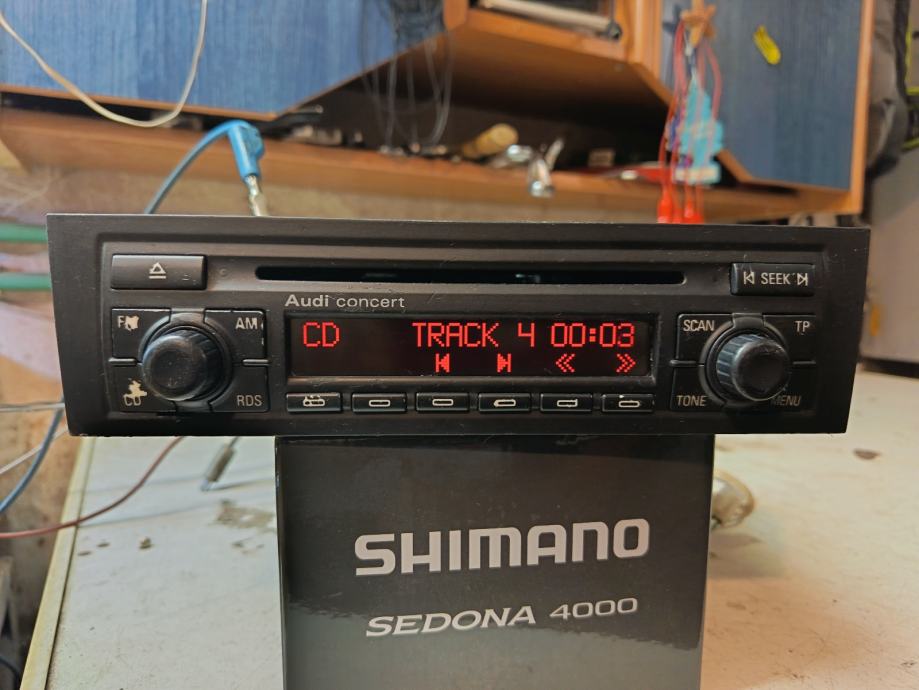 SEEK
Audi concert
FM
AM
CD
TRACK 4 00:03
SCAN
TP
CD
RDS
TONE
MENU
SHIMANO
SEDONA 4000